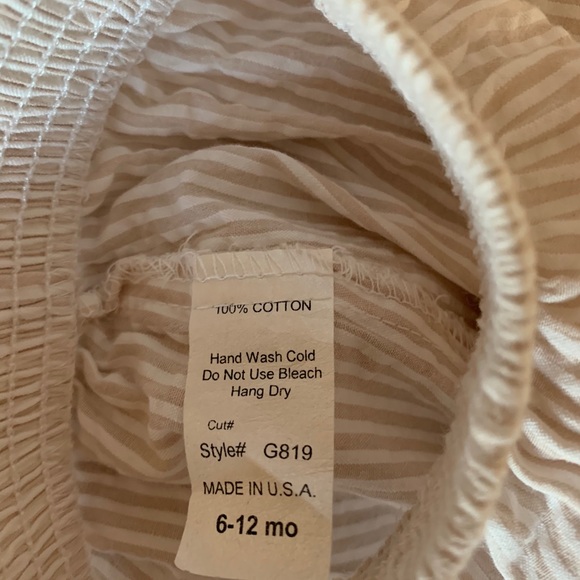 100% COTTON
Hand Wash Cold
Do Not Use Bleach
Hang Dry
Cut#
Style# G819
MADE IN U.S.A.
6-12 mo